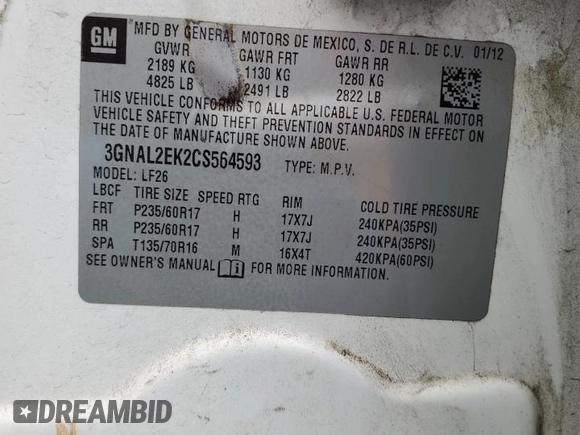 GM
MFD BY GENERAL MOTORS DE MEXICO, S. DE R.L. DE C.V. 01/12
GVWR GAWR FRT GAWR RR
2189 KG 1130 KG 1280 KG
4825 LB 2491 LB 2822 LB
THIS VEHICLE CONFORMS TO ALL APPLICABLE U.S. FEDERAL MOTOR
VEHICLE SAFETY AND THEFT PREVENTION STANDARDS IN EFFECT ON
THE DATE OF MANUFACTURE SHOWN ABOVE.
3GNAL2EK2CS564593 TYPE: M.P.V.
MODEL: LF26
LBCF TIRE SIZE SPEED RTG RIM COLD TIRE PRESSURE
FRT P235/60R17 H 17X7J 240KPA(35PSI)
RR P235/60R17 H 17X7J 240KPA(35PSI)
SPA T135/70R16 M 16X4T 420KPA(60PSI)
SEE OWNER'S MANUAL FOR MORE INFORMATION.
DREAMBID